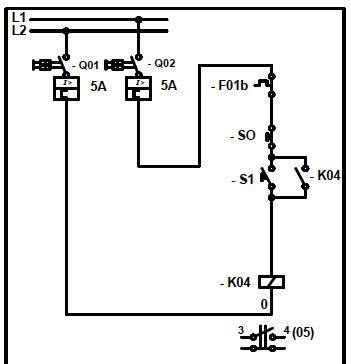 L1
L2
- Q01
- Q02
I>
5A
I>
5A
- F01b
- SO
- S1
- K04
- K04
0
3
4 (05)